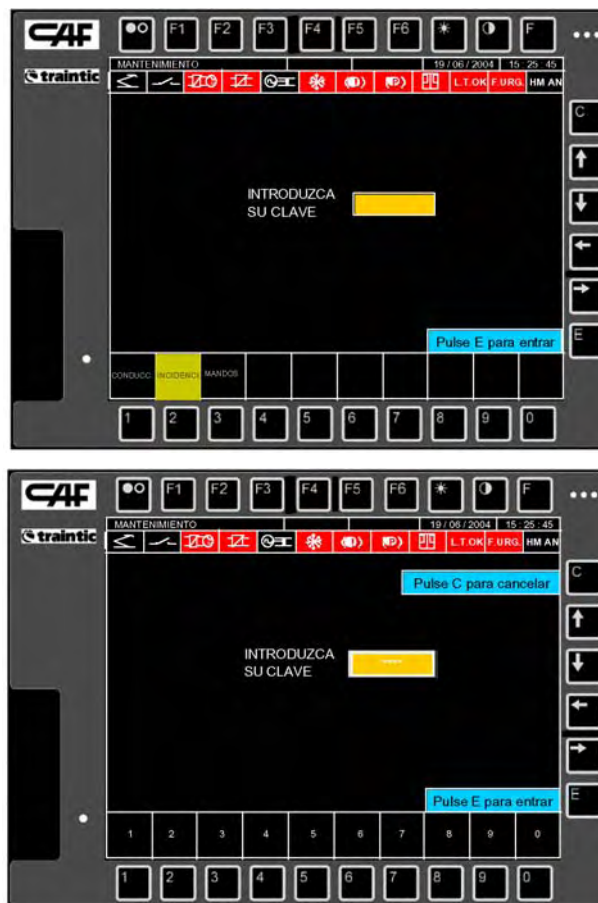 CAF F1 F2 F3 F4 F5 F6 F
traintic
MANTENIMIENTO 19 / 06 / 2004 15 : 25 : 45
L.T.OK F.URG. HM AN
C
INTRODUZCA
SU CLAVE
Pulse E para entrar
E
CONDUCC. INCIDENCI MANDOS
1 2 3 4 5 6 7 8 9 0
CAF F1 F2 F3 F4 F5 F6 F
traintic
MANTENIMIENTO 19 / 06 / 2004 15 : 25 : 45
L.T.OK F.URG. HM AN
Pulse C para cancelar
C
INTRODUZCA
SU CLAVE
****
Pulse E para entrar
E
1 2 3 4 5 6 7 8 9 0
1 2 3 4 5 6 7 8 9 0